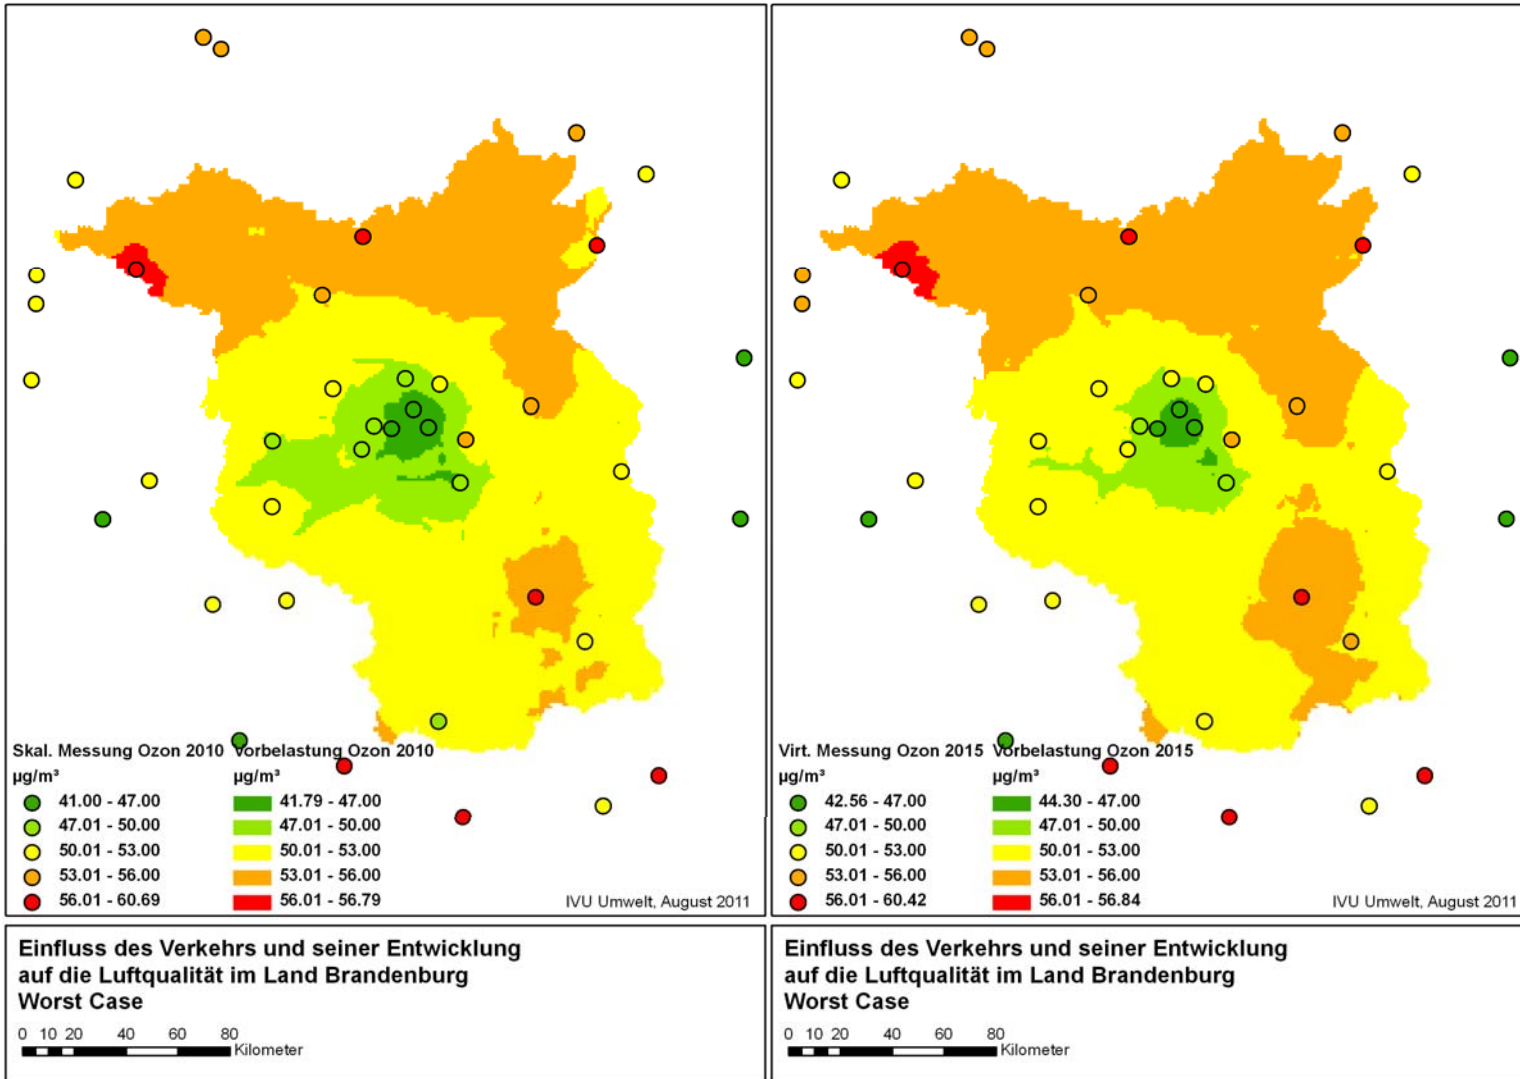 Skal. Messung Ozon 2010 Vorbelastung Ozon 2010
µg/m³ µg/m³
41.00 - 47.00 41.79 - 47.00
47.01 - 50.00 47.01 - 50.00
50.01 - 53.00 50.01 - 53.00
53.01 - 56.00 53.01 - 56.00
56.01 - 60.69 56.01 - 56.79
IVU Umwelt, August 2011
Einfluss des Verkehrs und seiner Entwicklung
auf die Luftqualität im Land Brandenburg
Worst Case
0 10 20 40 60 80
Kilometer
Virt. Messung Ozon 2015 Vorbelastung Ozon 2015
µg/m³ µg/m³
42.56 - 47.00 44.30 - 47.00
47.01 - 50.00 47.01 - 50.00
50.01 - 53.00 50.01 - 53.00
53.01 - 56.00 53.01 - 56.00
56.01 - 60.42 56.01 - 56.84
IVU Umwelt, August 2011
Einfluss des Verkehrs und seiner Entwicklung
auf die Luftqualität im Land Brandenburg
Worst Case
0 10 20 40 60 80
Kilometer